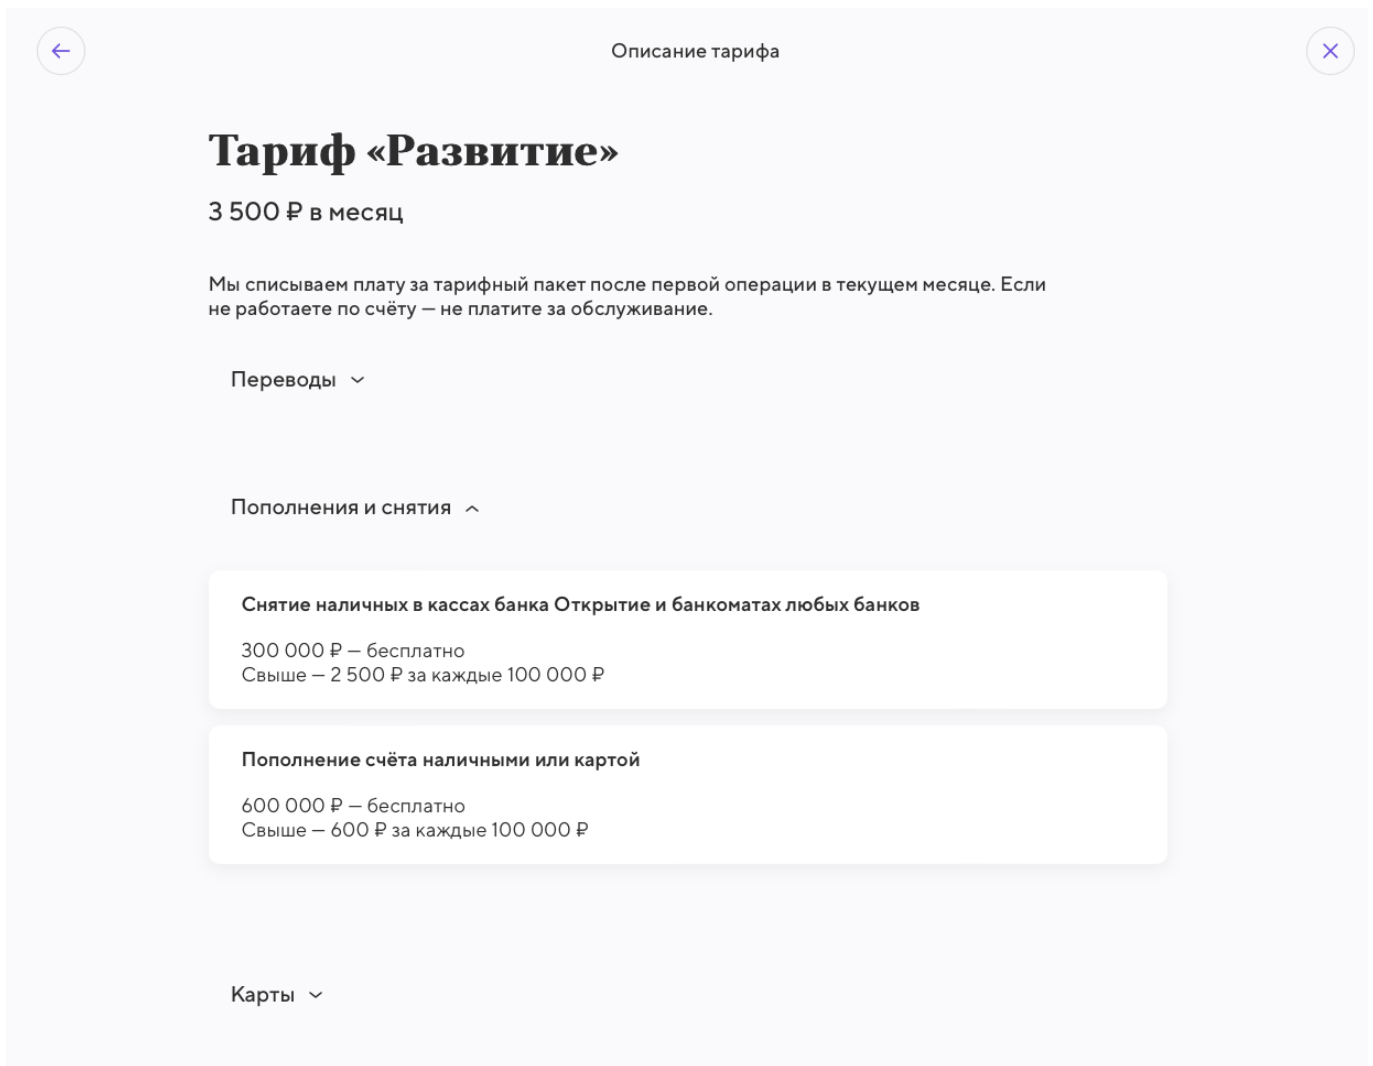 Описание тарифа
Тариф «Развитие»
3 500 ₽ в месяц
Мы списываем плату за тарифный пакет после первой операции в текущем месяце. Если
не работаете по счёту — не платите за обслуживание.
Переводы
Пополнения и снятия
Снятие наличных в кассах банка Открытие и банкоматах любых банков
300 000 ₽ — бесплатно
Свыше — 2 500 ₽ за каждые 100 000 ₽
Пополнение счёта наличными или картой
600 000 ₽ — бесплатно
Свыше — 600 ₽ за каждые 100 000 ₽
Карты